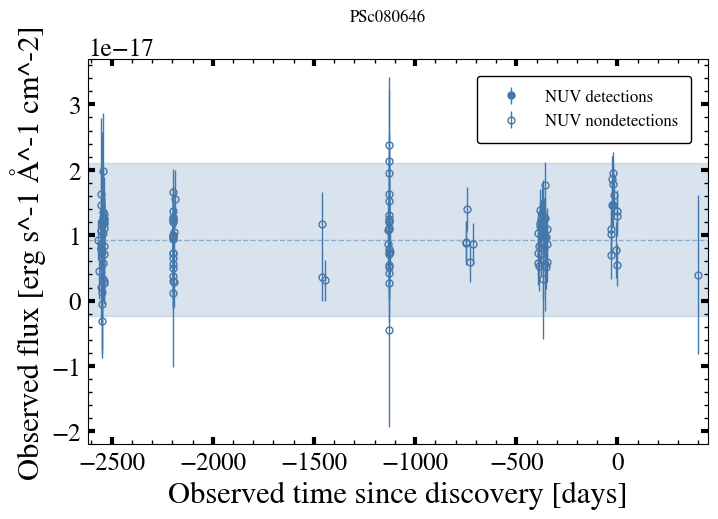 PSc080646
1e−17
Observed flux [erg s^-1 Å^-1 cm^-2]
3
2
1
0
−1
−2
NUV detections
NUV nondetections
−2500 −2000 −1500 −1000 −500 0
Observed time since discovery [days]